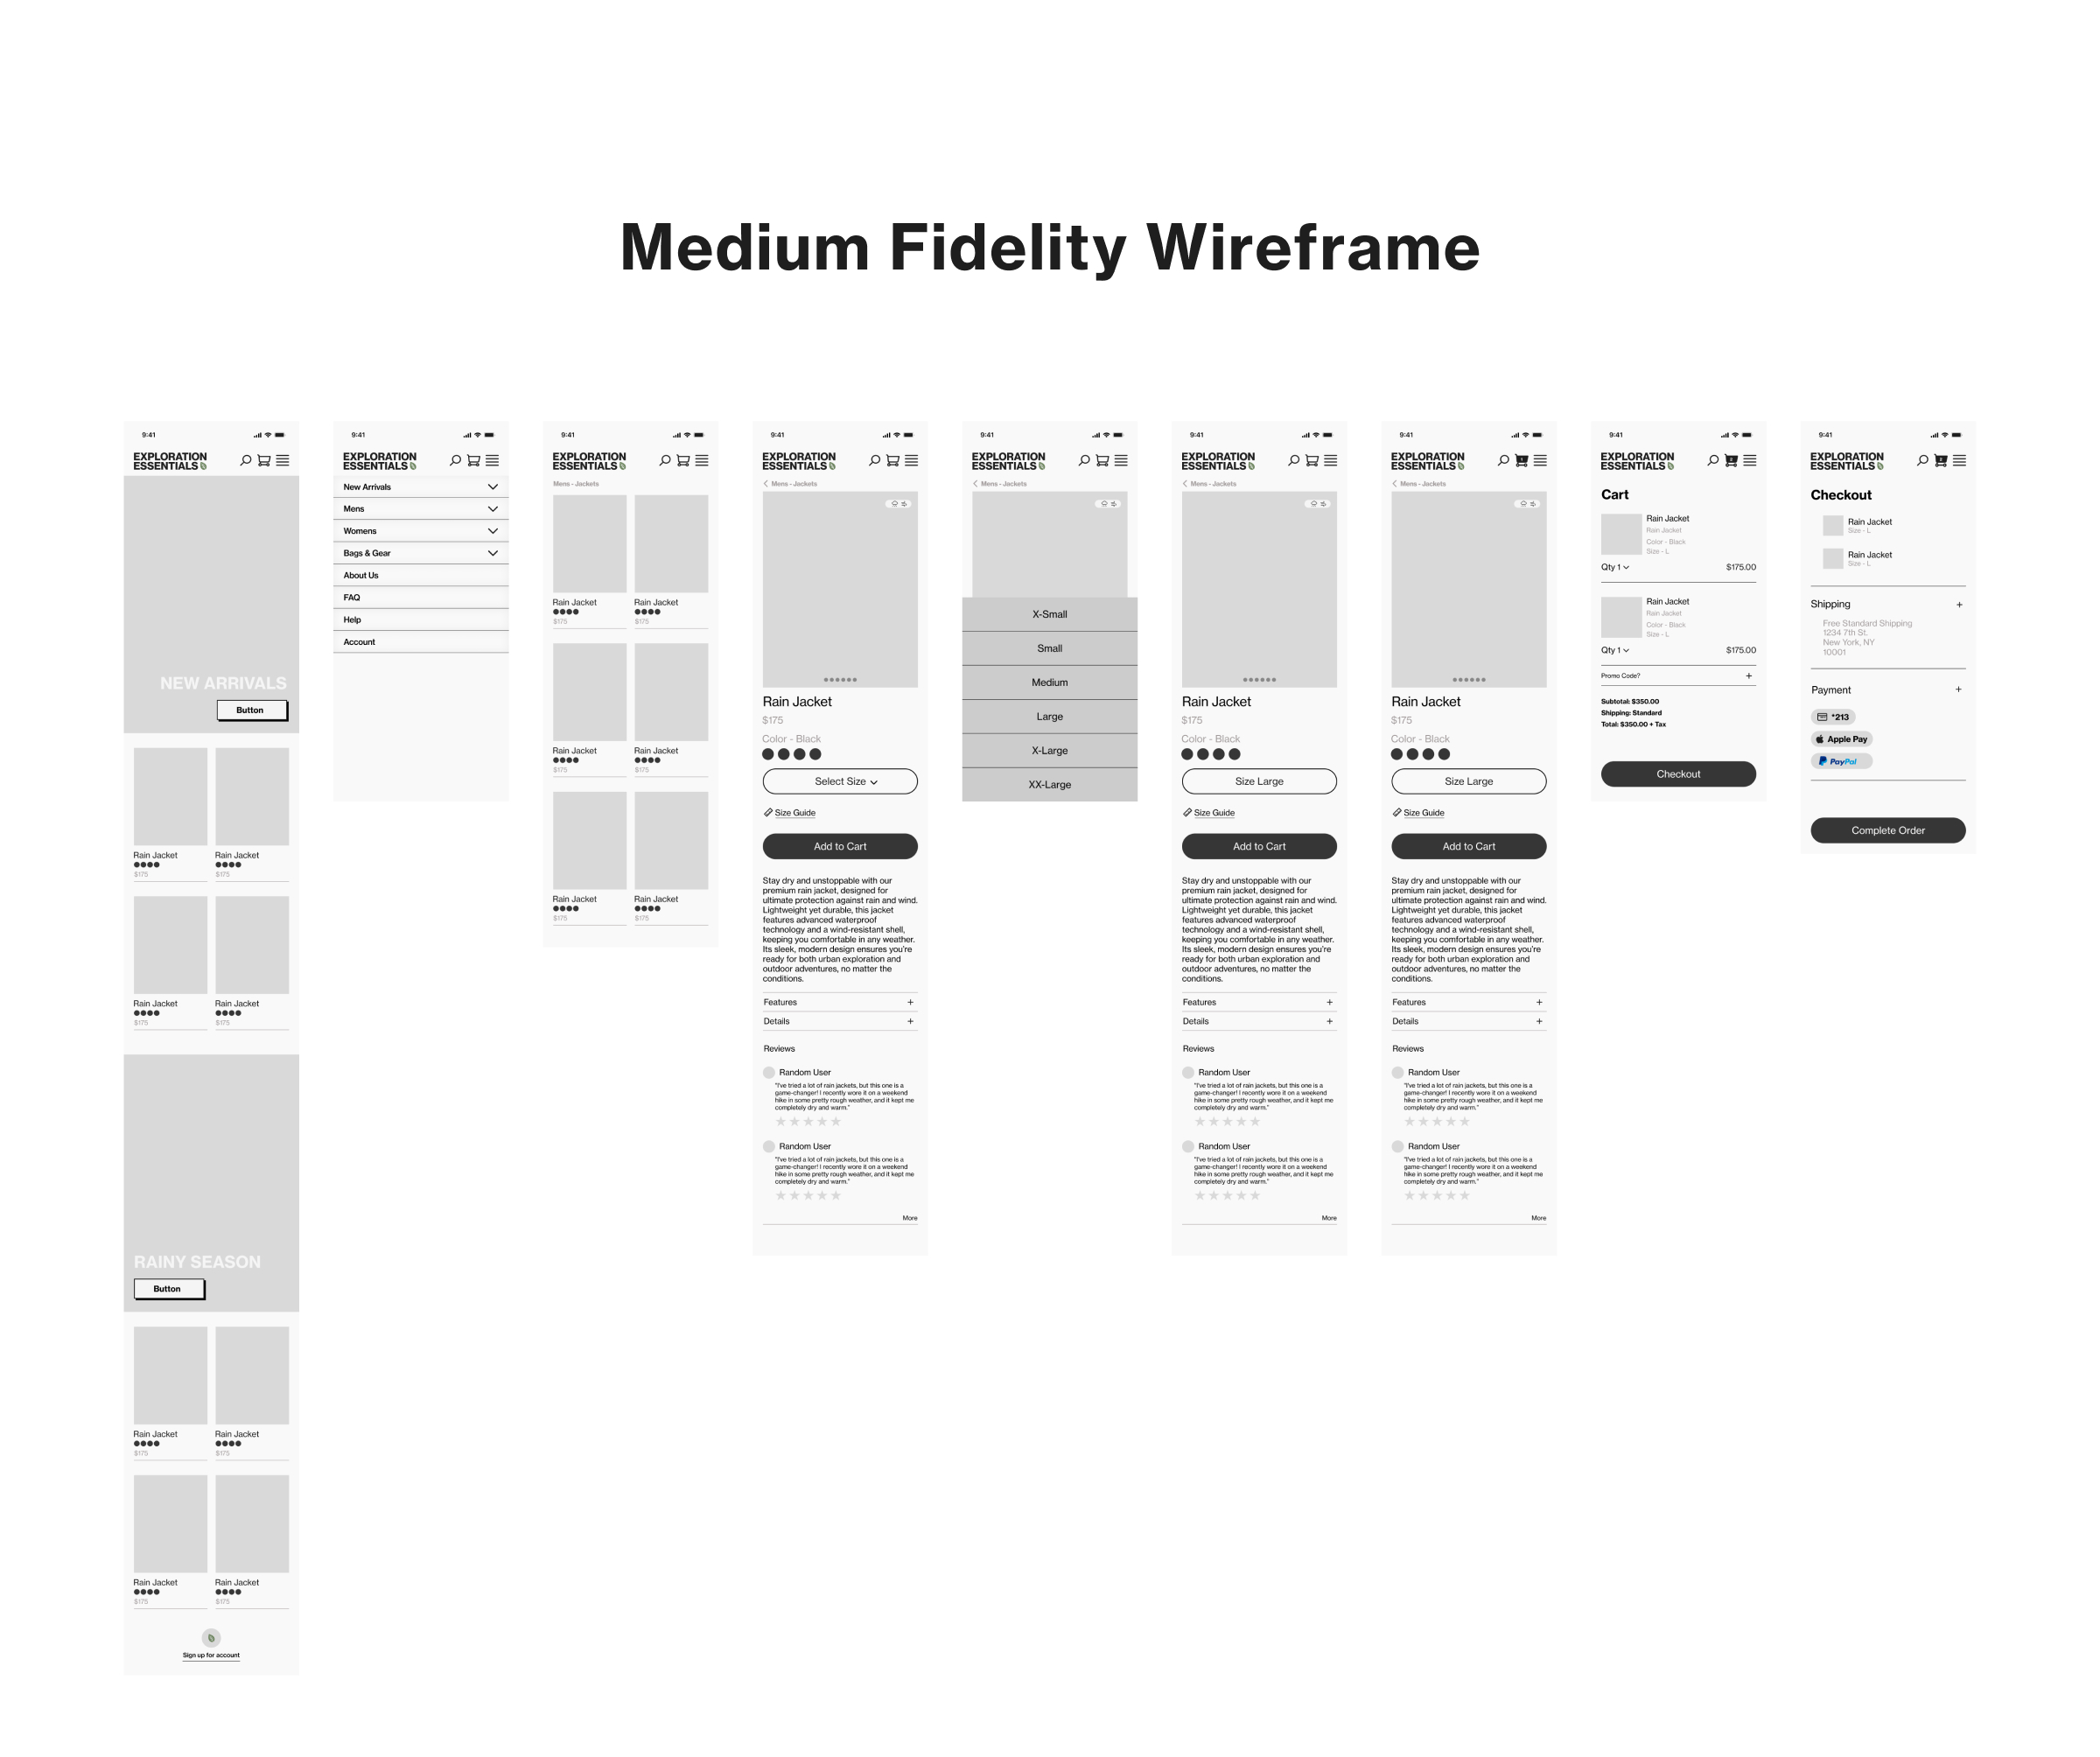 Medium Fidelity Wireframe
9:41
EXPLORATION
ESSENTIALS
NEW ARRIVALS
Button
Rain Jacket
$175
Rain Jacket
$175
Rain Jacket
$175
Rain Jacket
$175
RAINY SEASON
Button
Rain Jacket
$175
Rain Jacket
$175
Rain Jacket
$175
Rain Jacket
$175
Sign up for account
9:41
EXPLORATION
ESSENTIALS
New Arrivals
Mens
Womens
Bags & Gear
About Us
FAQ
Help
Account
9:41
EXPLORATION
ESSENTIALS
Mens - Jackets
Rain Jacket
$175
Rain Jacket
$175
Rain Jacket
$175
Rain Jacket
$175
Rain Jacket
$175
Rain Jacket
$175
9:41
EXPLORATION
ESSENTIALS
Mens - Jackets
Rain Jacket
$175
Color - Black
Select Size
Size Guide
Add to Cart
Stay dry and unstoppable with our
premium rain jacket, designed for
ultimate protection against rain and wind.
Lightweight yet durable, this jacket
features advanced waterproof
technology and a wind-resistant shell,
keeping you comfortable in any weather.
Its sleek, modern design ensures you're
ready for both urban exploration and
outdoor adventures, no matter the
conditions.
Features +
Details +
Reviews
Random User
"I've tried a lot of rain jackets, but this one is a
game-changer! I recently wore it on a weekend
hike in some pretty rough weather, and it kept me
completely dry and warm."
Random User
"I've tried a lot of rain jackets, but this one is a
game-changer! I recently wore it on a weekend
hike in some pretty rough weather, and it kept me
completely dry and warm."
More
9:41
EXPLORATION
ESSENTIALS
Mens - Jackets
X-Small
Small
Medium
Large
X-Large
XX-Large
9:41
EXPLORATION
ESSENTIALS
Mens - Jackets
Rain Jacket
$175
Color - Black
Size Large
Size Guide
Add to Cart
Stay dry and unstoppable with our
premium rain jacket, designed for
ultimate protection against rain and wind.
Lightweight yet durable, this jacket
features advanced waterproof
technology and a wind-resistant shell,
keeping you comfortable in any weather.
Its sleek, modern design ensures you're
ready for both urban exploration and
outdoor adventures, no matter the
conditions.
Features +
Details +
Reviews
Random User
"I've tried a lot of rain jackets, but this one is a
game-changer! I recently wore it on a weekend
hike in some pretty rough weather, and it kept me
completely dry and warm."
Random User
"I've tried a lot of rain jackets, but this one is a
game-changer! I recently wore it on a weekend
hike in some pretty rough weather, and it kept me
completely dry and warm."
More
9:41
EXPLORATION
ESSENTIALS
Mens - Jackets
Rain Jacket
$175
Color - Black
Size Large
Size Guide
Add to Cart
Stay dry and unstoppable with our
premium rain jacket, designed for
ultimate protection against rain and wind.
Lightweight yet durable, this jacket
features advanced waterproof
technology and a wind-resistant shell,
keeping you comfortable in any weather.
Its sleek, modern design ensures you're
ready for both urban exploration and
outdoor adventures, no matter the
conditions.
Features +
Details +
Reviews
Random User
"I've tried a lot of rain jackets, but this one is a
game-changer! I recently wore it on a weekend
hike in some pretty rough weather, and it kept me
completely dry and warm."
Random User
"I've tried a lot of rain jackets, but this one is a
game-changer! I recently wore it on a weekend
hike in some pretty rough weather, and it kept me
completely dry and warm."
More
9:41
EXPLORATION
ESSENTIALS
Cart
Rain Jacket
Rain Jacket
Color - Black
Size - L
Qty 1 $175.00
Rain Jacket
Rain Jacket
Color - Black
Size - L
Qty 1 $175.00
Promo Code? +
Subtotal: $350.00
Shipping: Standard
Total: $350.00 + Tax
Checkout
9:41
EXPLORATION
ESSENTIALS
Checkout
Rain Jacket
Size - L
Rain Jacket
Size - L
Shipping +
Free Standard Shipping
1234 7th St.
New York, NY
10001
Payment +
*213
Apple Pay
PayPal
Complete Order